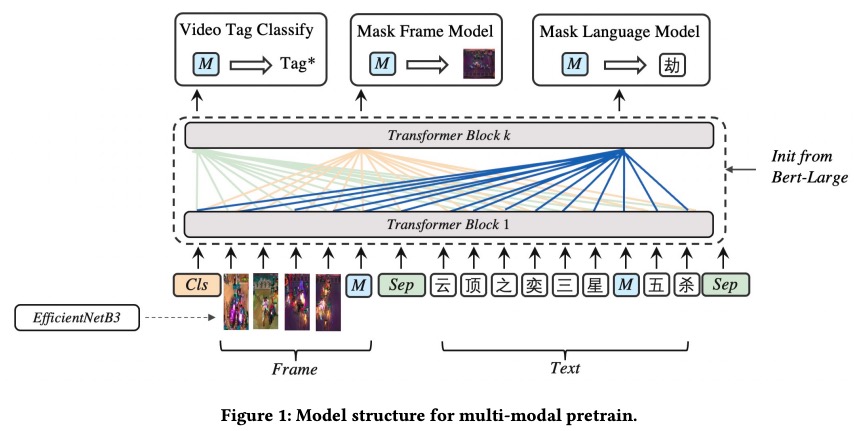 Video Tag Classify
M Tag*
Mask Frame Model
M
Mask Language Model
M 劫
Transformer Block k
Init from
Bert-Large
Transformer Block 1
Cls M Sep 云 顶 之 奕 三 星 M 五 杀 Sep
EfficientNetB3
Frame
Text
Figure 1: Model structure for multi-modal pretrain.